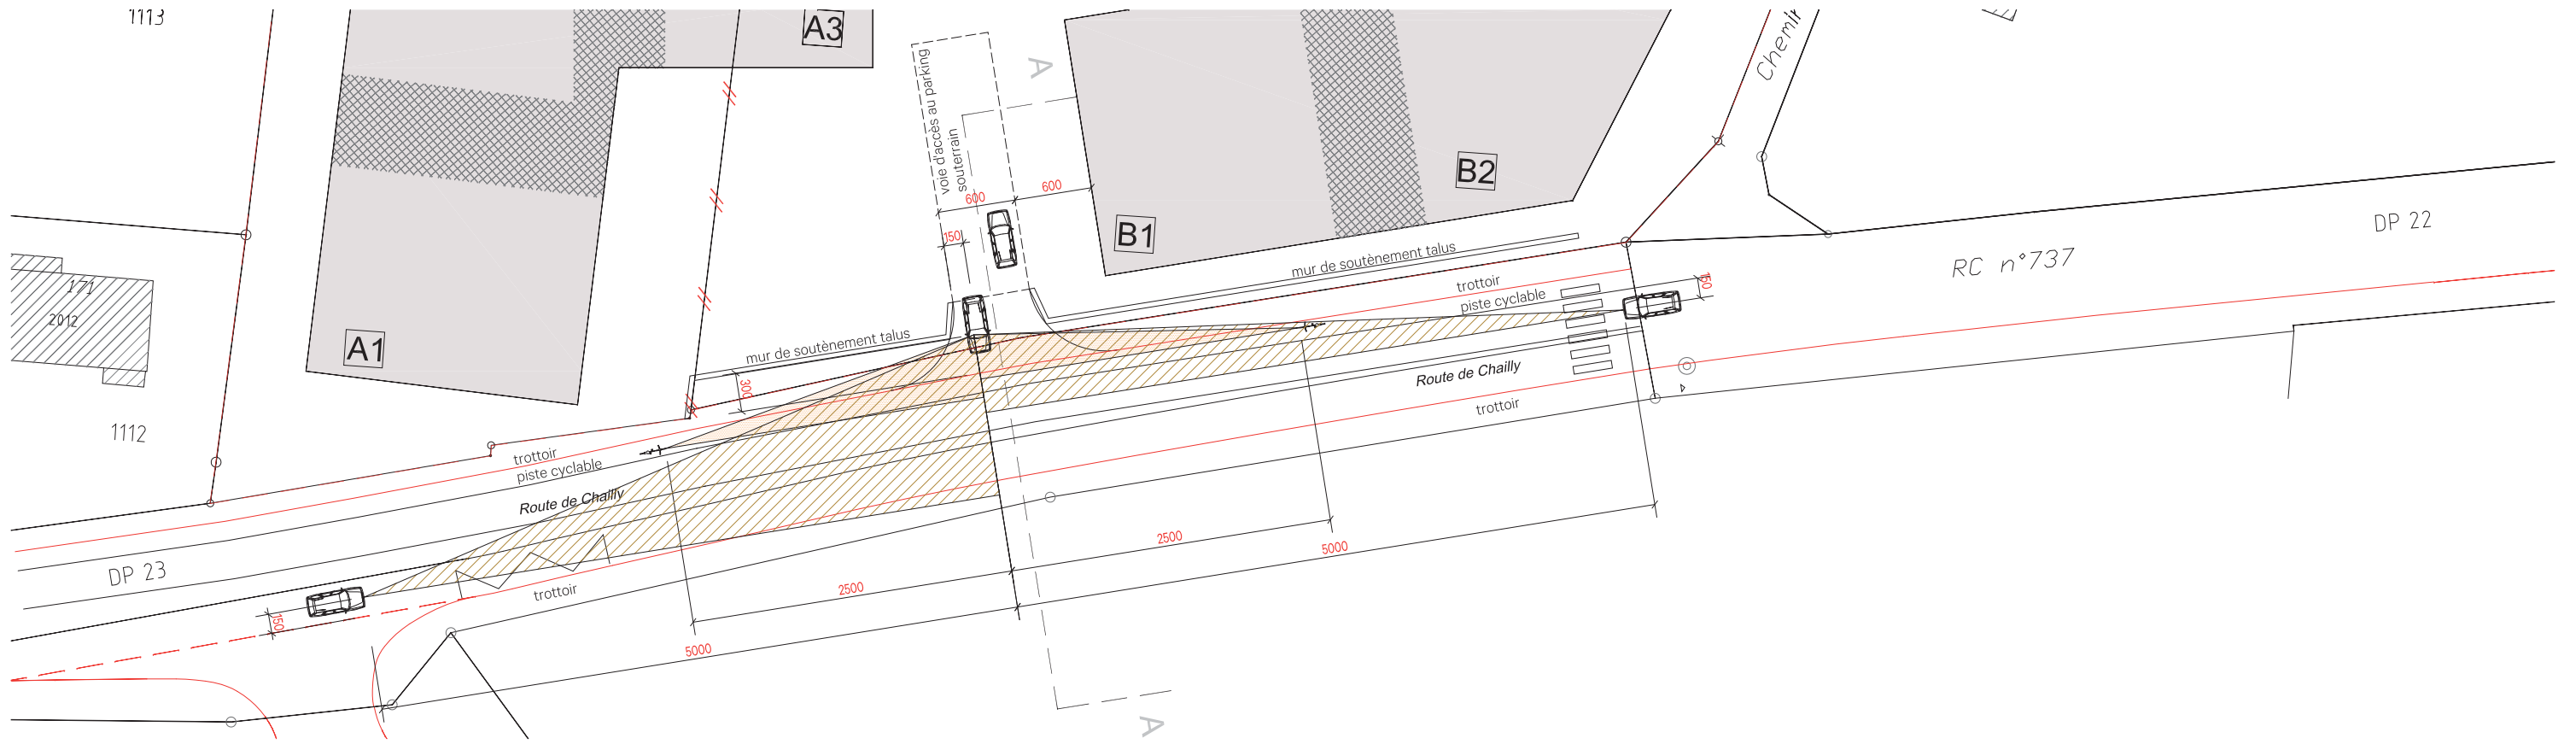 1113
A3
Chemin
A
voie d'accès au parking
souterrain
600
600
150
B2
B1
DP 22
RC n°737
171
2012
A1
1112
mur de soutènement talus
mur de soutènement talus
300
trottoir
piste cyclable
150
Route de Chailly
trottoir
trottoir
piste cyclable
Route de Chailly
DP 23
trottoir
150
2500
5000
2500
5000
A